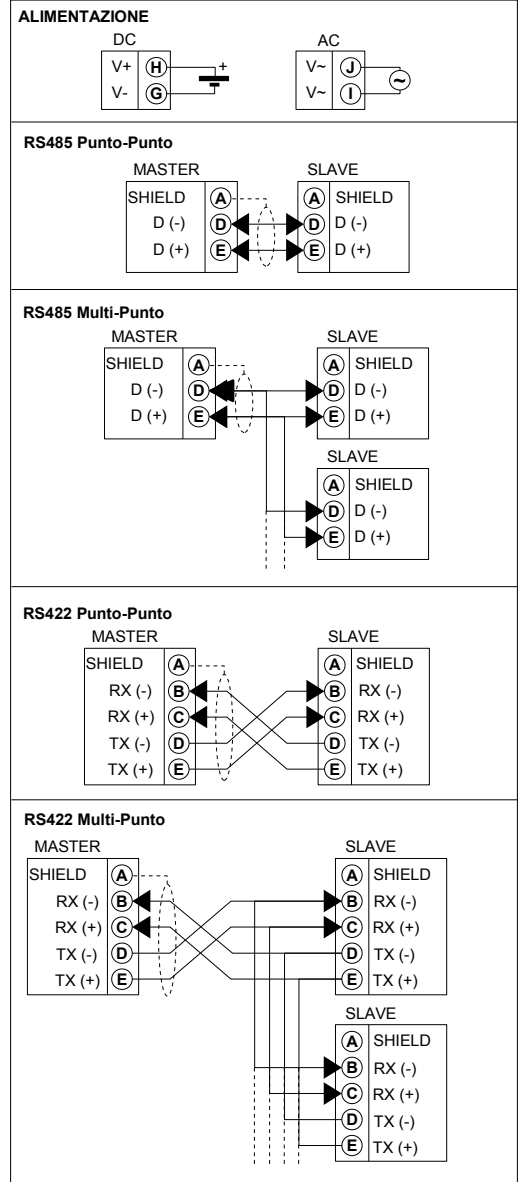 ALIMENTAZIONE
DC AC
V+ H + V~ J
V- G V~ I ~
RS485 Punto-Punto
MASTER SLAVE
SHIELD A A SHIELD
D (-) D D D (-)
D (+) E E D (+)
RS485 Multi-Punto
MASTER SLAVE
SHIELD A A SHIELD
D (-) D D D (-)
D (+) E E D (+)
SLAVE
A SHIELD
D D (-)
E D (+)
RS422 Punto-Punto
MASTER SLAVE
SHIELD A A SHIELD
RX (-) B B RX (-)
RX (+) C C RX (+)
TX (-) D D TX (-)
TX (+) E E TX (+)
RS422 Multi-Punto
MASTER SLAVE
SHIELD A A SHIELD
RX (-) B B RX (-)
RX (+) C C RX (+)
TX (-) D D TX (-)
TX (+) E E TX (+)
SLAVE
A SHIELD
B RX (-)
C RX (+)
D TX (-)
E TX (+)